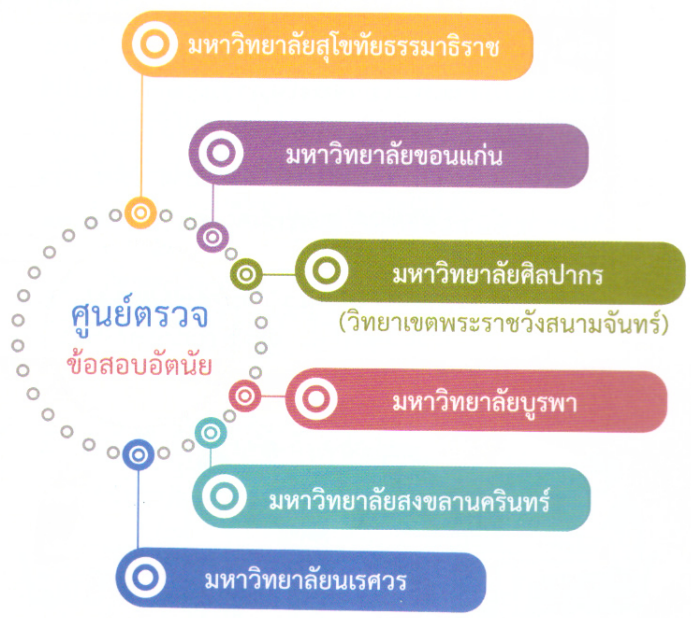 มหาวิทยาลัยสุโขทัยธรรมาธิราช
มหาวิทยาลัยขอนแก่น
มหาวิทยาลัยศิลปากร
(วิทยาเขตพระราชวังสนามจันทร์)
ศูนย์ตรวจ
ข้อสอบอัตนัย
มหาวิทยาลัยบูรพา
มหาวิทยาลัยสงขลานครินทร์
มหาวิทยาลัยนเรศวร